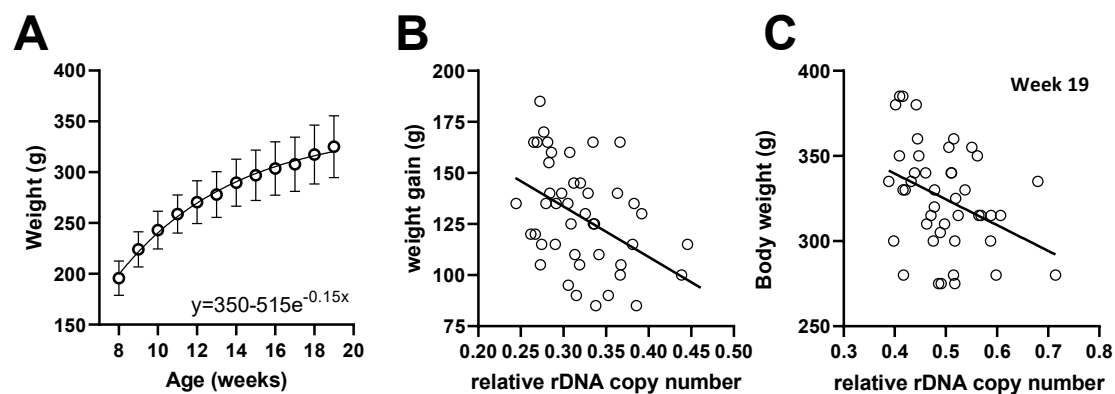 A
Weight (g)
400
350
300
250
200
150
8 10 12 14 16 18 20
Age (weeks)
y=350-515e^-0.15x
B
weight gain (g)
200
175
150
125
100
75
0.20 0.25 0.30 0.35 0.40 0.45 0.50
relative rDNA copy number
C
Body weight (g)
400
350
300
250
0.3 0.4 0.5 0.6 0.7 0.8
relative rDNA copy number
Week 19